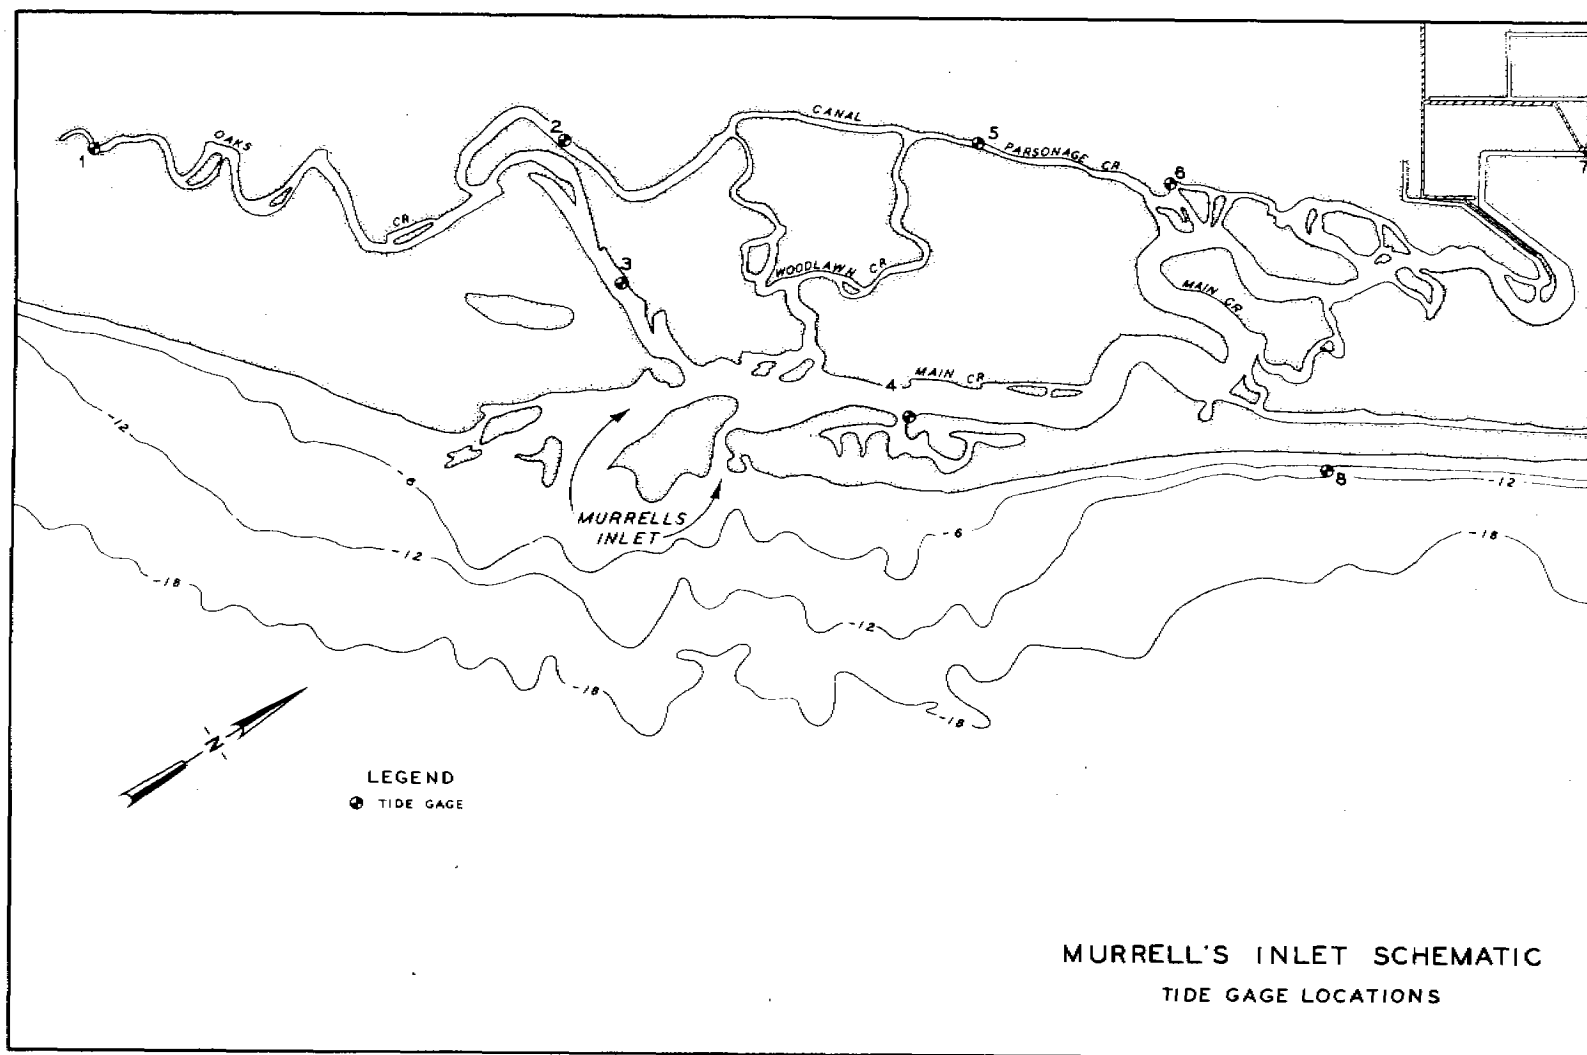 CANAL
OAKS
1
2
5
PARSONAGE CR.
6
7
CR.
3
WOODLAWN CR.
MAIN CR.
4
MAIN CR.
8
-12
-6
-12
MURRELLS
INLET
-6
-12
-18
-18
-12
-18
-18
N
LEGEND
TIDE GAGE
MURRELL'S INLET SCHEMATIC
TIDE GAGE LOCATIONS